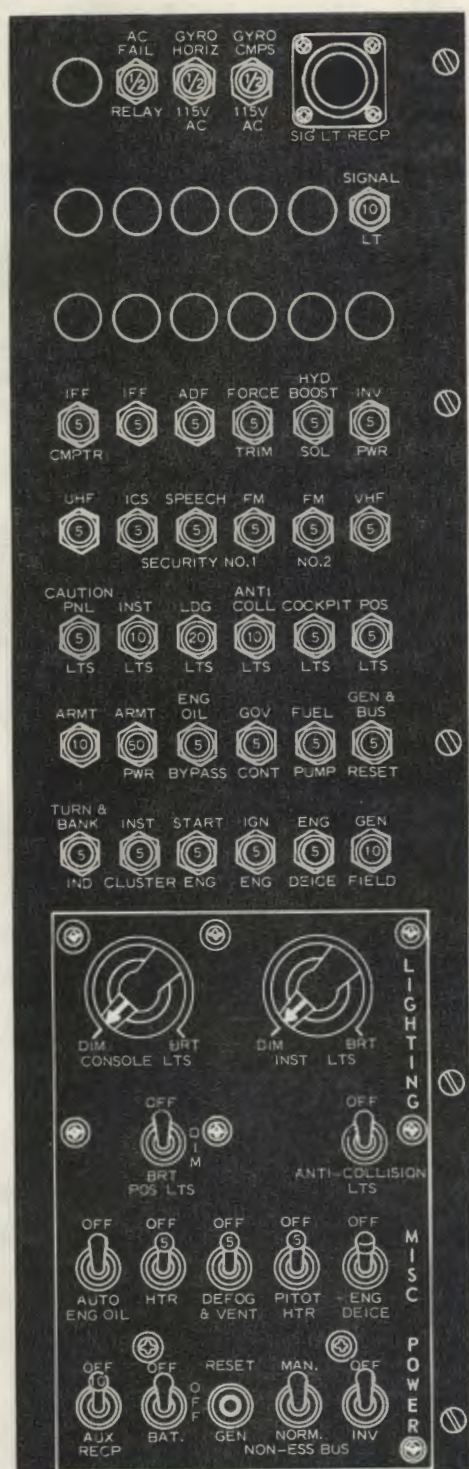 AC GYRO GYRO
FAIL HORIZ CMPS
1/2 1/2 1/2
RELAY 115V 115V
AC AC
SIG LT RECP
SIGNAL
10
LT
HYD
IFF IFF ADF FORCE BOOST INV
5 5 5 5 5 5
CMPTR TRIM SOL PWR
UHF ICS SPEECH FM FM VHF
5 5 5 5 5 5
SECURITY NO.1 NO.2
CAUTION ANTI
PNL INST LDG COLL COCKPIT POS
5 10 20 10 5 5
LTS LTS LTS LTS LTS LTS
ENG GEN &
ARMT ARMT OIL GOV FUEL BUS
10 50 5 5 5 5
PWR BYPASS CONT PUMP RESET
TURN &
BANK INST START IGN ENG GEN
5 5 5 5 5 10
IND CLUSTER ENG ENG DEICE FIELD
LIGHTING
DIM BRT DIM BRT
CONSOLE LTS INST LTS
OFF OFF
DIM
BRT ANTI-COLLISION
POS LTS LTS
MISC
OFF OFF OFF OFF OFF
5 5 5
AUTO HTR DEFOG PITOT ENG
ENG OIL & VENT HTR DEICE
POWER
OFF OFF RESET MAN. OFF
10 OFF
AUX BAT. GEN NORM. INV
RECP NON-ESS BUS